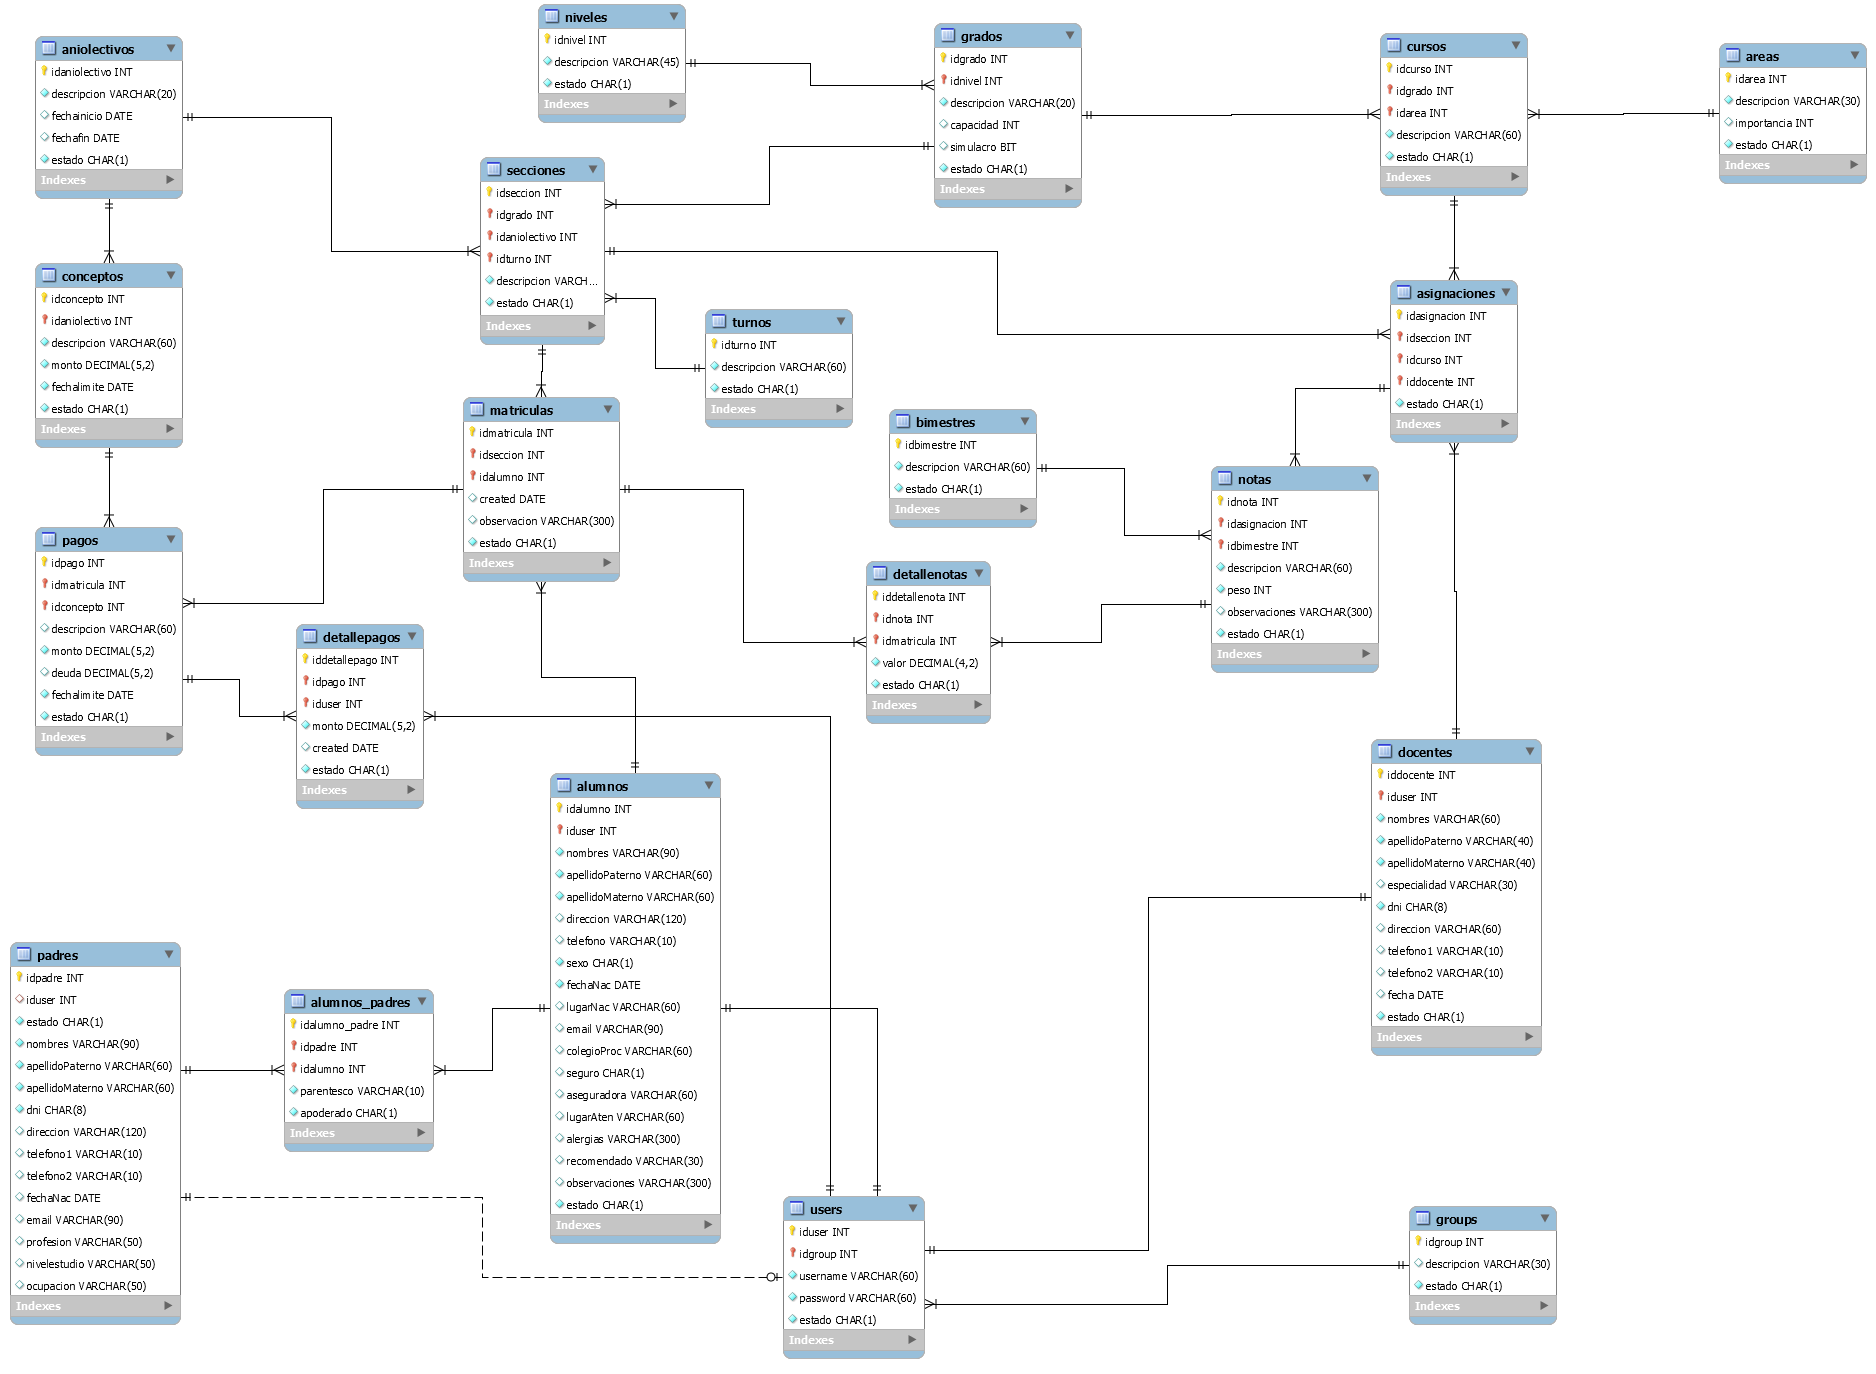 niveles
idnivel INT
descripcion VARCHAR(45)
estado CHAR(1)
Indexes
grados
idgrado INT
idnivel INT
descripcion VARCHAR(20)
capacidad INT
simulacro BIT
estado CHAR(1)
Indexes
cursos
idcurso INT
idgrado INT
idarea INT
descripcion VARCHAR(60)
estado CHAR(1)
Indexes
areas
idarea INT
descripcion VARCHAR(30)
importancia INT
estado CHAR(1)
Indexes
aniolectivos
idaniolectivo INT
descripcion VARCHAR(20)
fechainicio DATE
fechafin DATE
estado CHAR(1)
Indexes
secciones
idseccion INT
idgrado INT
idaniolectivo INT
idturno INT
descripcion VARCH...
estado CHAR(1)
Indexes
conceptos
idconcepto INT
idaniolectivo INT
descripcion VARCHAR(60)
monto DECIMAL(5,2)
fechalimite DATE
estado CHAR(1)
Indexes
turnos
idturno INT
descripcion VARCHAR(60)
estado CHAR(1)
Indexes
asignaciones
idasignacion INT
idseccion INT
idcurso INT
iddocente INT
estado CHAR(1)
Indexes
matriculas
idmatricula INT
idseccion INT
idalumno INT
created DATE
observacion VARCHAR(300)
estado CHAR(1)
Indexes
bimestres
idbimestre INT
descripcion VARCHAR(60)
estado CHAR(1)
Indexes
notas
idnota INT
idasignacion INT
idbimestre INT
descripcion VARCHAR(60)
peso INT
observaciones VARCHAR(300)
estado CHAR(1)
Indexes
pagos
idpago INT
idmatricula INT
idconcepto INT
descripcion VARCHAR(60)
monto DECIMAL(5,2)
deuda DECIMAL(5,2)
fechalimite DATE
estado CHAR(1)
Indexes
detallenotas
iddetallenota INT
idnota INT
idmatricula INT
valor DECIMAL(4,2)
estado CHAR(1)
Indexes
detallepagos
iddetallepago INT
idpago INT
iduser INT
monto DECIMAL(5,2)
created DATE
estado CHAR(1)
Indexes
docentes
iddocente INT
iduser INT
nombres VARCHAR(60)
apellidoPaterno VARCHAR(40)
apellidoMaterno VARCHAR(40)
especialidad VARCHAR(30)
dni CHAR(8)
direccion VARCHAR(60)
telefono1 VARCHAR(10)
telefono2 VARCHAR(10)
fecha DATE
estado CHAR(1)
Indexes
alumnos
idalumno INT
iduser INT
nombres VARCHAR(90)
apellidoPaterno VARCHAR(60)
apellidoMaterno VARCHAR(60)
direccion VARCHAR(120)
telefono VARCHAR(10)
sexo CHAR(1)
fechaNac DATE
lugarNac VARCHAR(60)
email VARCHAR(90)
colegioProc VARCHAR(60)
seguro CHAR(1)
aseguradora VARCHAR(60)
lugarAten VARCHAR(60)
alergias VARCHAR(300)
recomendado VARCHAR(30)
observaciones VARCHAR(300)
estado CHAR(1)
Indexes
padres
idpadre INT
iduser INT
estado CHAR(1)
nombres VARCHAR(90)
apellidoPaterno VARCHAR(60)
apellidoMaterno VARCHAR(60)
dni CHAR(8)
direccion VARCHAR(120)
telefono1 VARCHAR(10)
telefono2 VARCHAR(10)
fechaNac DATE
email VARCHAR(90)
profesion VARCHAR(50)
nivelestudio VARCHAR(50)
ocupacion VARCHAR(50)
Indexes
alumnos_padres
idalumno_padre INT
idpadre INT
idalumno INT
parentesco VARCHAR(10)
apoderado CHAR(1)
Indexes
users
iduser INT
idgroup INT
username VARCHAR(60)
password VARCHAR(60)
estado CHAR(1)
Indexes
groups
idgroup INT
descripcion VARCHAR(30)
estado CHAR(1)
Indexes